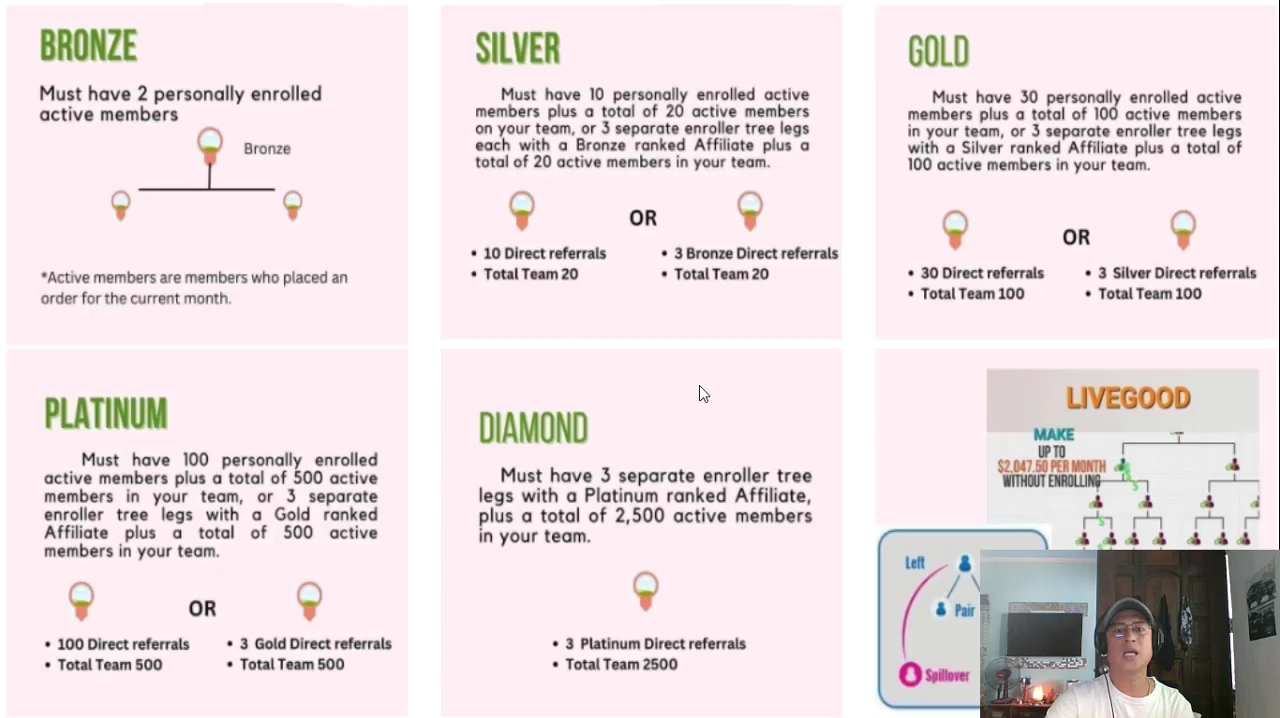 BRONZE
Must have 2 personally enrolled
active members
Bronze
*Active members are members who placed an
order for the current month.
SILVER
Must have 10 personally enrolled active
members plus a total of 20 active members
on your team, or 3 separate enroller tree legs
each with a Bronze ranked Affiliate plus a
total of 20 active members in your team.
OR
• 10 Direct referrals
• Total Team 20
• 3 Bronze Direct referrals
• Total Team 20
GOLD
Must have 30 personally enrolled active
members plus a total of 100 active members
in your team, or 3 separate enroller tree legs
with a Silver ranked Affiliate plus a total of
100 active members in your team.
OR
• 30 Direct referrals
• Total Team 100
• 3 Silver Direct referrals
• Total Team 100
PLATINUM
Must have 100 personally enrolled
active members plus a total of 500 active
members in your team, or 3 separate
enroller tree legs with a Gold ranked
Affiliate plus a total of 500 active
members in your team.
OR
• 100 Direct referrals
• Total Team 500
• 3 Gold Direct referrals
• Total Team 500
DIAMOND
Must have 3 separate enroller tree
legs with a Platinum ranked Affiliate,
plus a total of 2,500 active members
in your team.
• 3 Platinum Direct referrals
• Total Team 2500
LIVEGOOD
MAKE
UP TO
$2,047.50 PER MONTH
WITHOUT ENROLLING
Left
Pair
Spillover